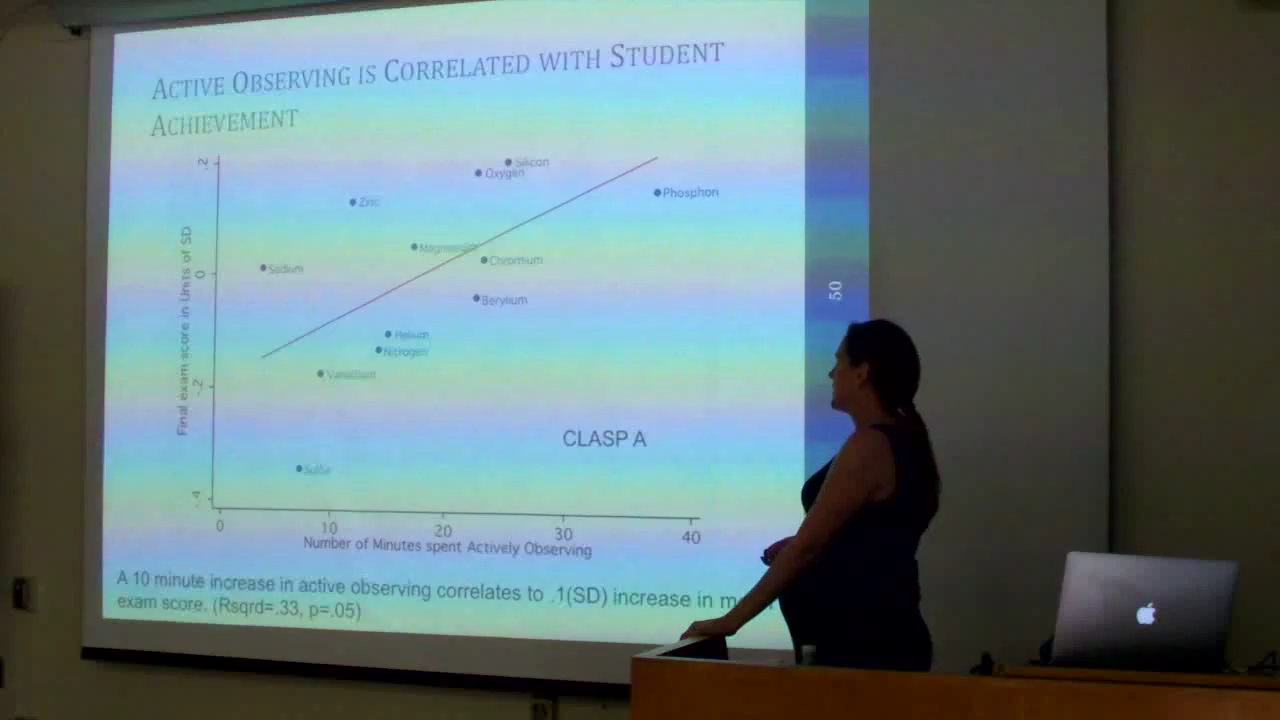 ACTIVE OBSERVING IS CORRELATED WITH STUDENT
ACHIEVEMENT
.2
Silicon
Oxygen
Phosphon
Zinc
Magnesium
Chromium
Sodium
0
Berylium
Helium
Nitrogen
Vanadium
-.2
CLASP A
Sulfur
-.4
Final exam score in Units of SD
0 10 20 30 40
Number of Minutes spent Actively Observing
A 10 minute increase in active observing correlates to .1(SD) increase in
exam score. (Rsqrd=.33, p=.05)
50